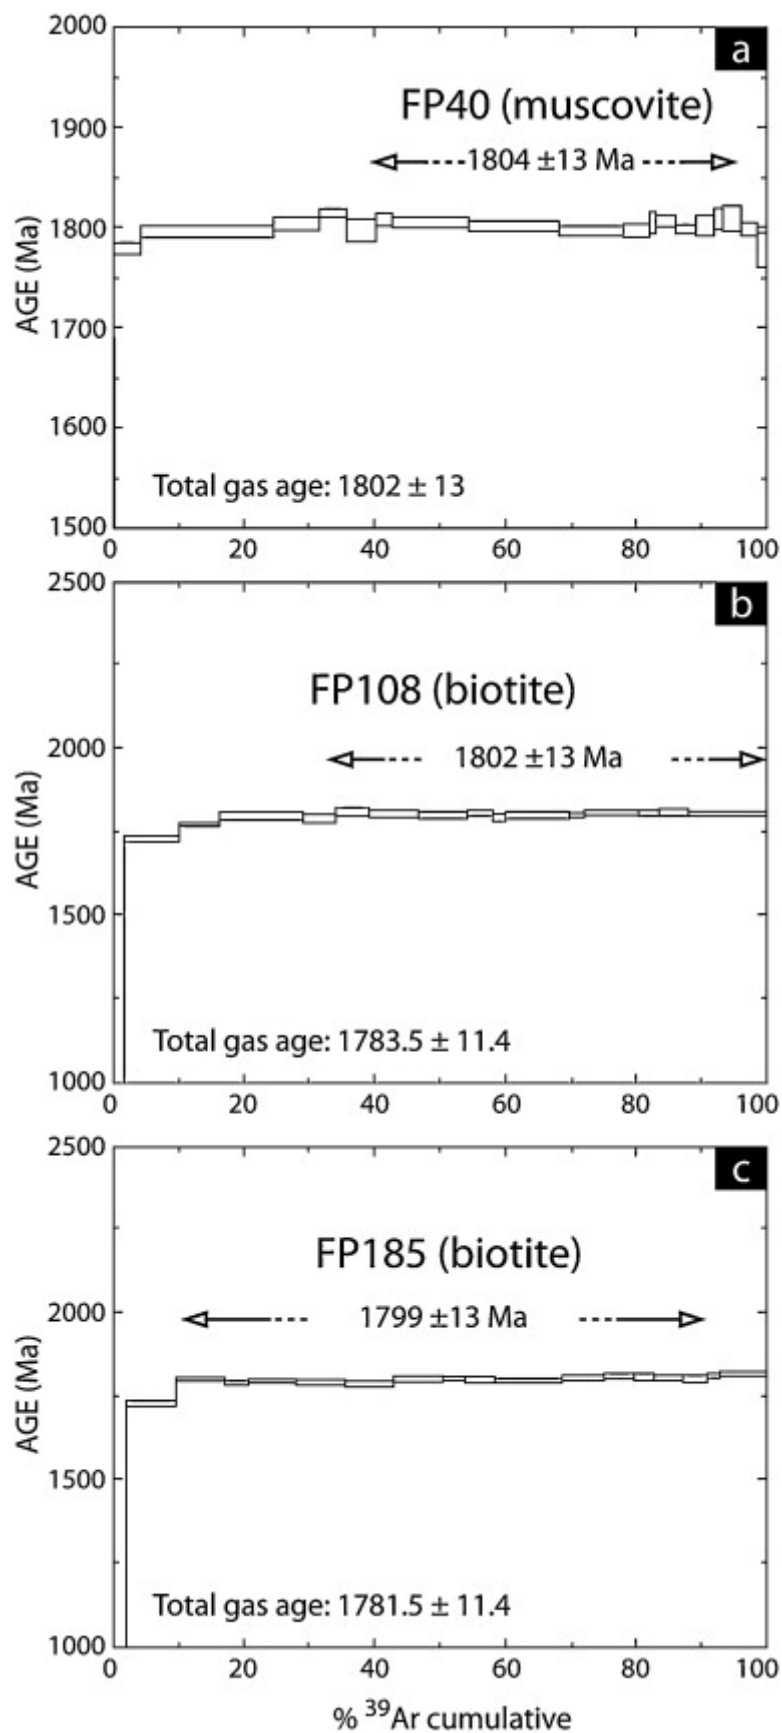 a
FP40 (muscovite)
1804 ±13 Ma
Total gas age: 1802 ± 13
AGE (Ma)
2000
1900
1800
1700
1600
1500
0 20 40 60 80 100
b
FP108 (biotite)
1802 ±13 Ma
Total gas age: 1783.5 ± 11.4
AGE (Ma)
2500
2000
1500
1000
0 20 40 60 80 100
c
FP185 (biotite)
1799 ±13 Ma
Total gas age: 1781.5 ± 11.4
AGE (Ma)
2500
2000
1500
1000
0 20 40 60 80 100
% ³⁹Ar cumulative